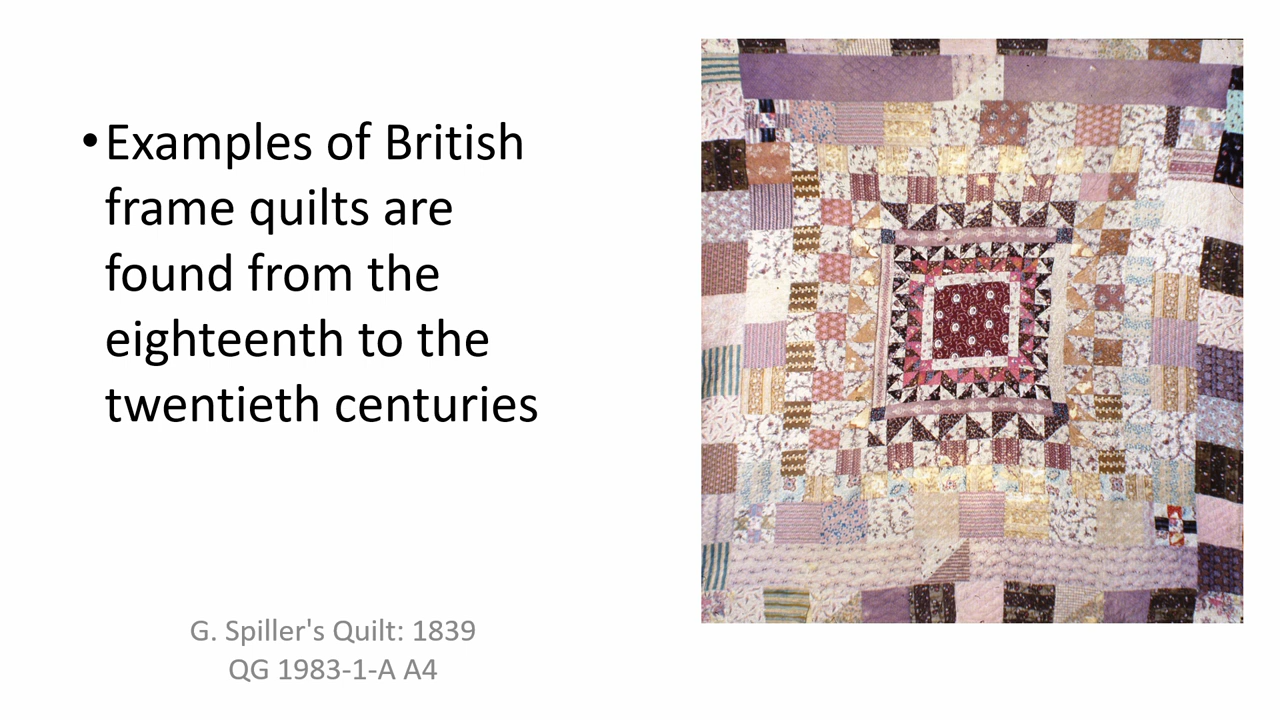 •Examples of British
frame quilts are
found from the
eighteenth to the
twentieth centuries
G. Spiller's Quilt: 1839
QG 1983-1-A A4